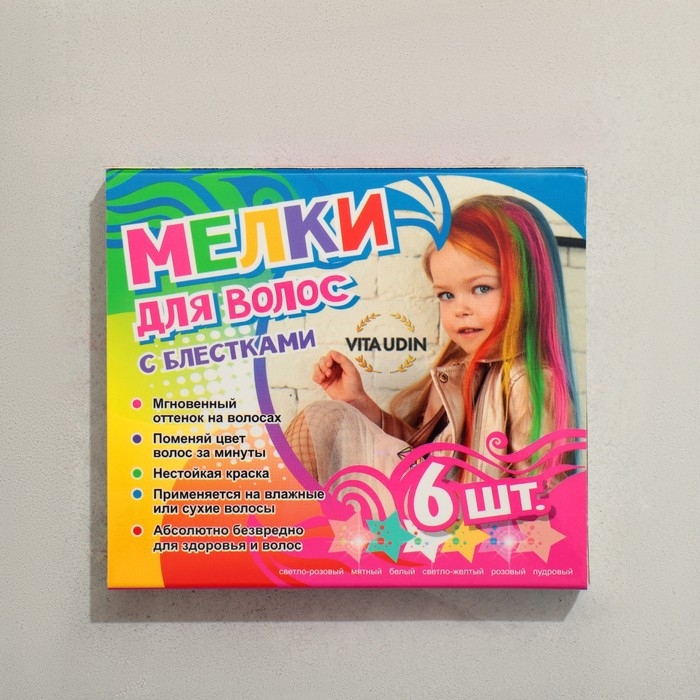 МЕЛКИ
ДЛЯ ВОЛОС
С БЛЕСТКАМИ
VITA UDIN
Мгновенный
оттенок на волосах
Поменяй цвет
волос за минуты
Нестойкая краска
Применяется на влажные
или сухие волосы
Абсолютно безвредно
для здоровья и волос
6 ШТ.
светло-розовый мятный белый светло-желтый розовый пудровый